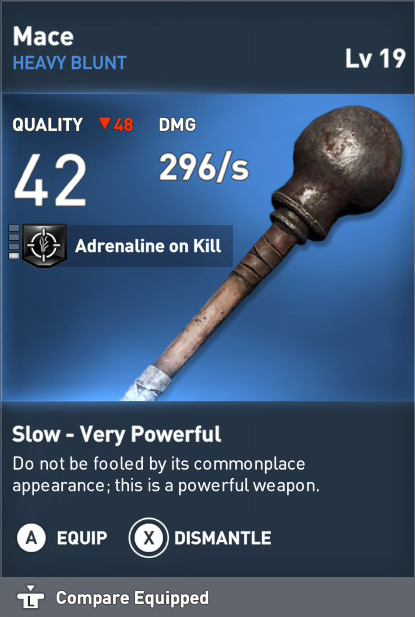 Mace
HEAVY BLUNT
Lv 19
QUALITY ▼48 DMG
42 296/s
Adrenaline on Kill
Slow - Very Powerful
Do not be fooled by its commonplace
appearance; this is a powerful weapon.
A EQUIP X DISMANTLE
L Compare Equipped